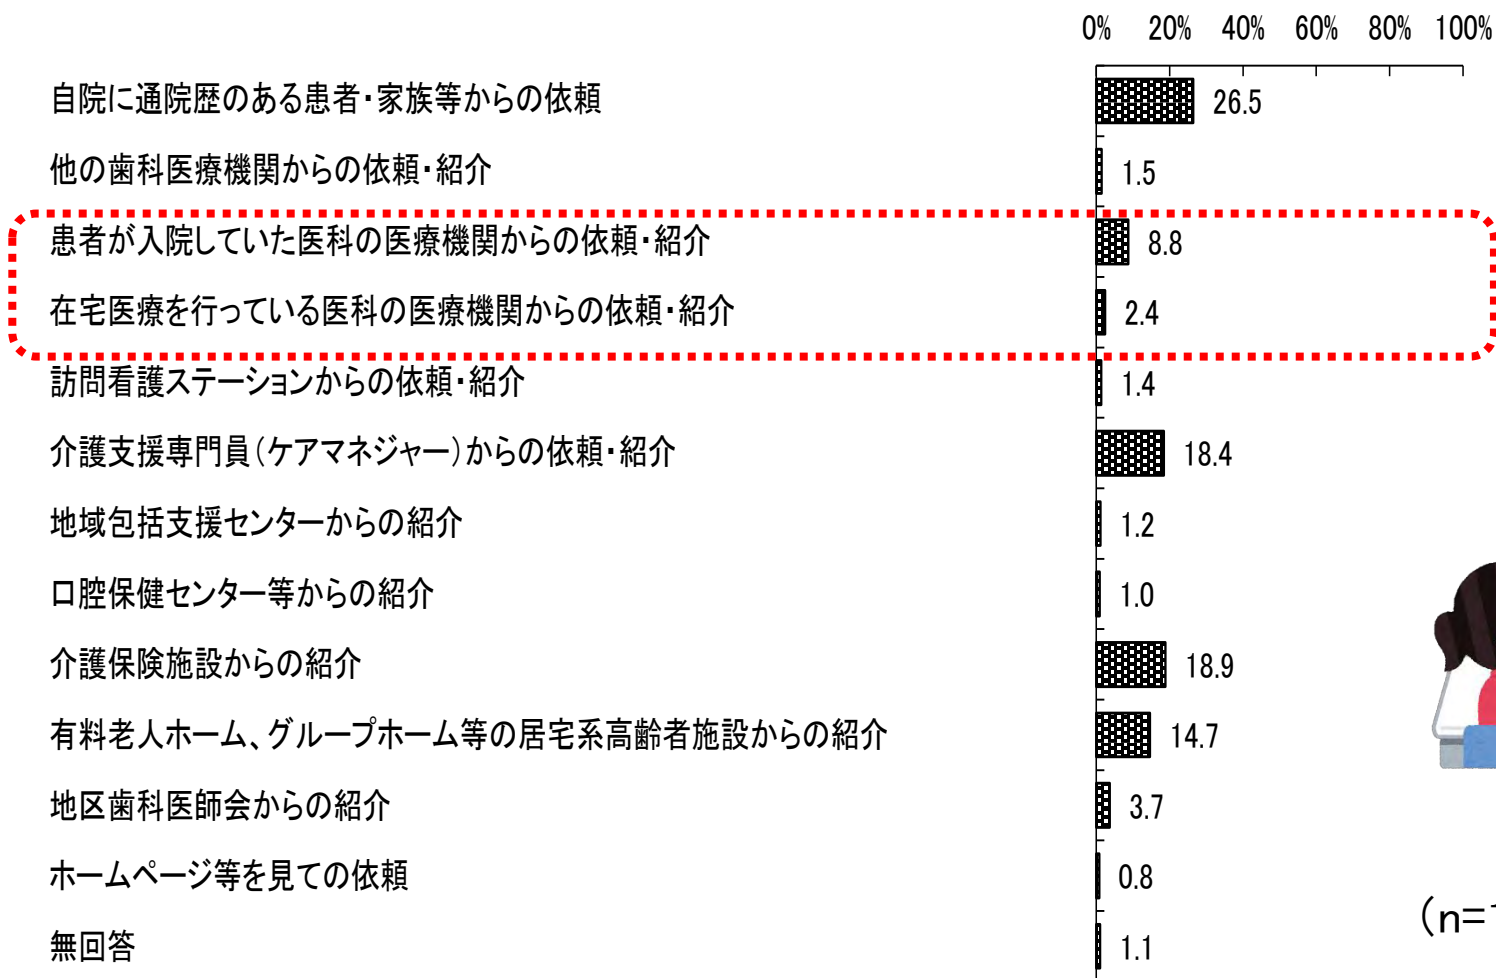 0% 20% 40% 60% 80% 100%
自院に通院歴のある患者・家族等からの依頼 26.5
他の歯科医療機関からの依頼・紹介 1.5
患者が入院していた医科の医療機関からの依頼・紹介 8.8
在宅医療を行っている医科の医療機関からの依頼・紹介 2.4
訪問看護ステーションからの依頼・紹介 1.4
介護支援専門員(ケアマネジャー)からの依頼・紹介 18.4
地域包括支援センターからの紹介 1.2
口腔保健センター等からの紹介 1.0
介護保険施設からの紹介 18.9
有料老人ホーム、グループホーム等の居宅系高齢者施設からの紹介 14.7
地区歯科医師会からの紹介 3.7
ホームページ等を見ての依頼 0.8
(n=
無回答 1.1